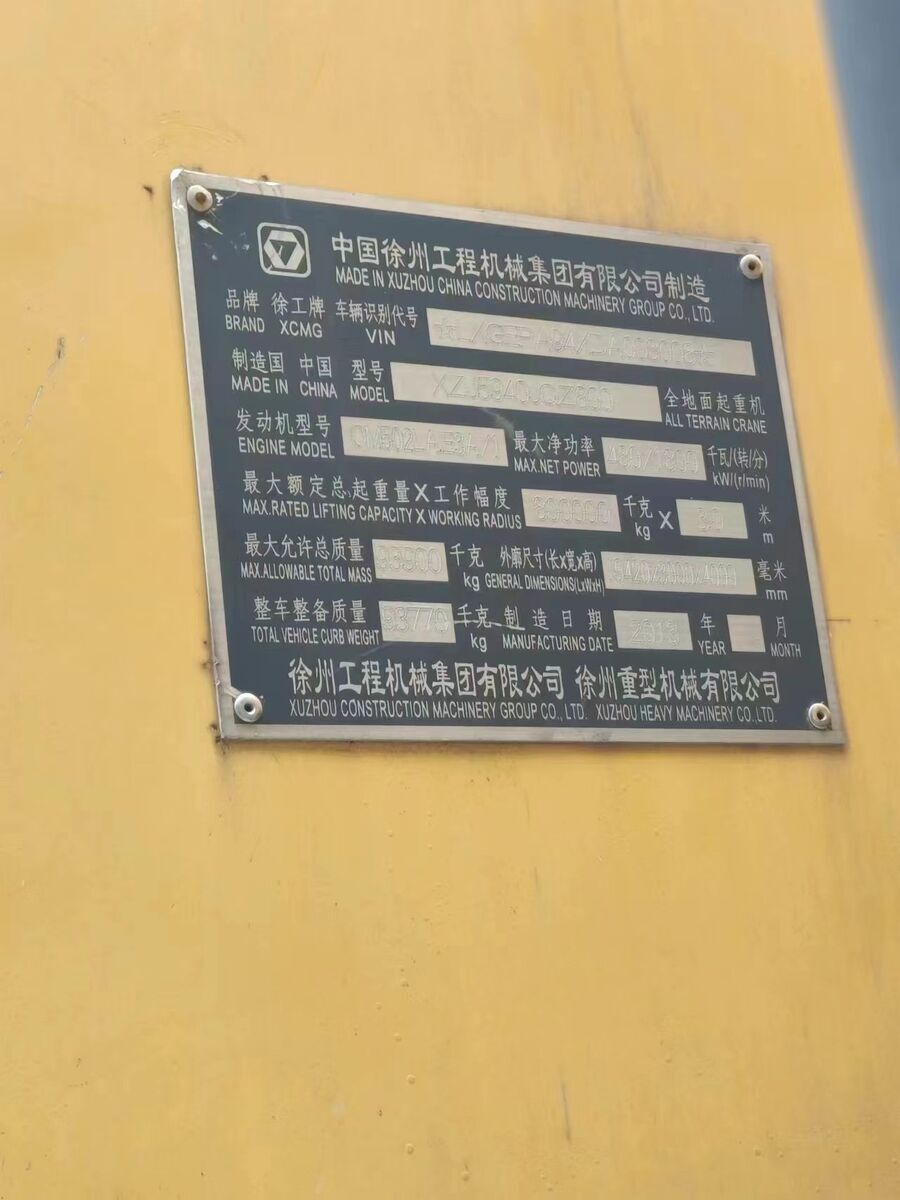 中国徐州工程机械集团有限公司制造
MADE IN XUZHOU CHINA CONSTRUCTION MACHINERY GROUP CO., LTD.
品牌 徐工牌 车辆识别代号
BRAND XCMG VIN
制造国 中国 型号 全地面起重机
MADE IN CHINA MODEL ALL TERRAIN CRANE
发动机型号 最大净功率 480/1800 千瓦/(转/分)
ENGINE MODEL MAX.NET POWER kW/(r/min)
最大额定总起重量X工作幅度 800000 千克 X 3.0 米
MAX.RATED LIFTING CAPACITY X WORKING RADIUS kg m
最大允许总质量 93900 千克 外廓尺寸(长x宽x高) 毫米
MAX.ALLOWABLE TOTAL MASS kg GENERAL DIMENSIONS(LxWxH) mm
整车整备质量 93770 千克 制造日期 2013 年 月
TOTAL VEHICLE CURB WEIGHT kg MANUFACTURING DATE YEAR MONTH
徐州工程机械集团有限公司 徐州重型机械有限公司
XUZHOU CONSTRUCTION MACHINERY GROUP CO., LTD. XUZHOU HEAVY MACHINERY CO.,LTD.